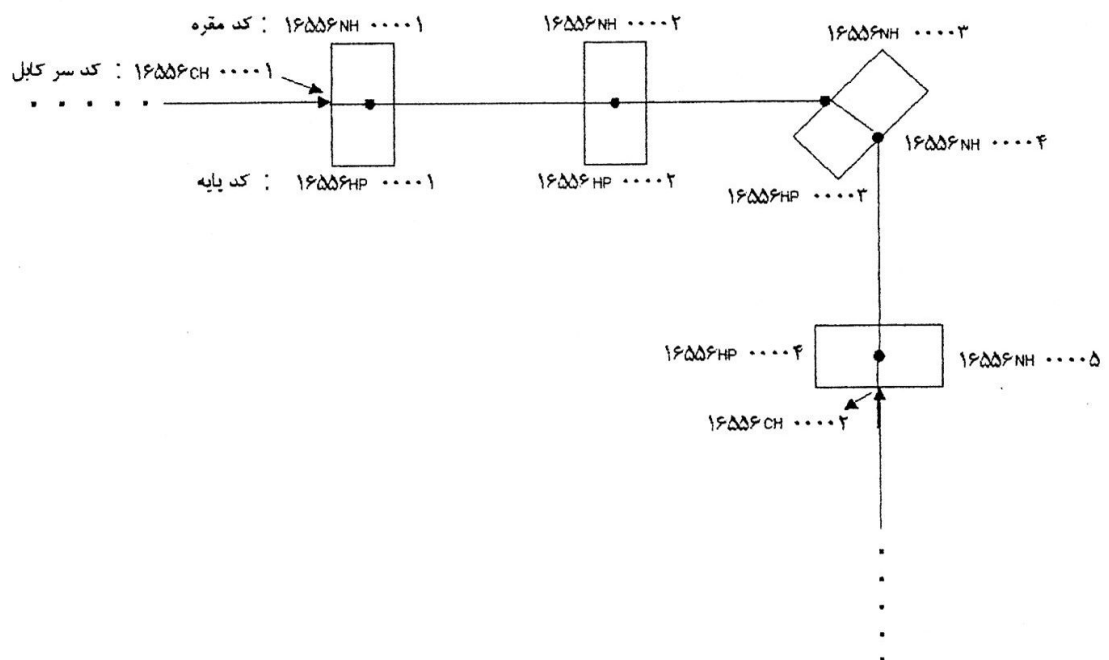 کد مقره : ۱۶۵۵۶NH ۰۰۰۰۱
۱۶۵۵۶NH ۰۰۰۰۲
۱۶۵۵۶NH ۰۰۰۰۳
کد سر کابل : ۱۶۵۵۶CH ۰۰۰۰۱
۱۶۵۵۶NH ۰۰۰۰۴
کد پایه : ۱۶۵۵۶HP ۰۰۰۰۱
۱۶۵۵۶HP ۰۰۰۰۲
۱۶۵۵۶HP ۰۰۰۰۳
۱۶۵۵۶HP ۰۰۰۰۴
۱۶۵۵۶NH ۰۰۰۰۵
۱۶۵۵۶CH ۰۰۰۰۲